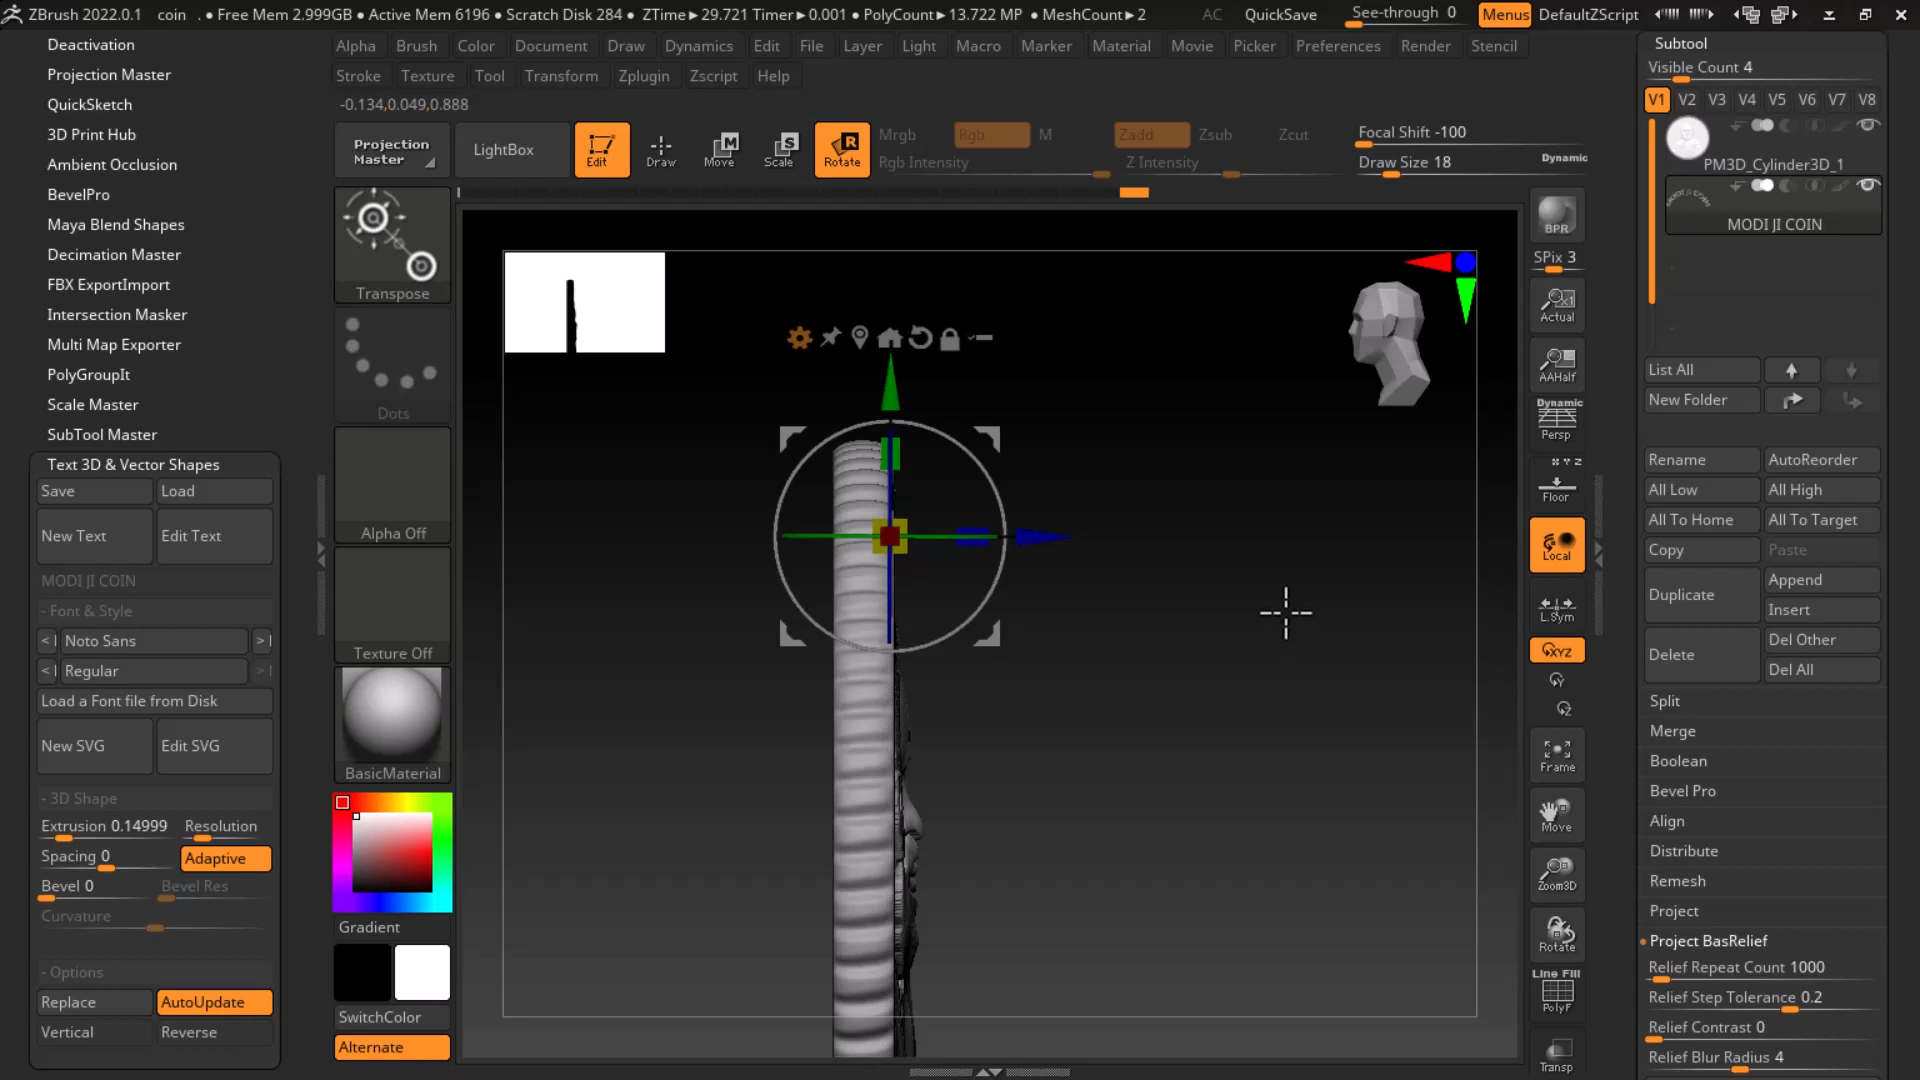 ZBrush 2022.0.1 coin . • Free Mem 2.999GB • Active Mem 6196 • Scratch Disk 284 • ZTime►29.721 Timer►0.001 • PolyCount►13.722 MP • MeshCount►2 AC QuickSave See-through 0 Menus DefaultZScript
Alpha Brush Color Document Draw Dynamics Edit File Layer Light Macro Marker Material Movie Picker Preferences Render Stencil
Stroke Texture Tool Transform Zplugin Zscript Help
-0.134,0.049,0.888
Deactivation
Projection Master
QuickSketch
3D Print Hub
Ambient Occlusion
BevelPro
Maya Blend Shapes
Decimation Master
FBX ExportImport
Intersection Masker
Multi Map Exporter
PolyGroupIt
Scale Master
SubTool Master
Text 3D & Vector Shapes
Save Load
New Text Edit Text
MODI JI COIN
- Font & Style
< Noto Sans >
< Regular >
Load a Font file from Disk
New SVG Edit SVG
- 3D Shape
Extrusion 0.14999 Resolution
Spacing 0 Adaptive
Bevel 0 Bevel Res
Curvature
- Options
Replace AutoUpdate
Vertical Reverse
Projection Master
LightBox
Edit Draw Move Scale Rotate
M S R
Mrgb Rgb M Zadd Zsub Zcut
Rgb Intensity Z Intensity
Focal Shift -100
Draw Size 18 Dynamic
Transpose
Dots
Alpha Off
Texture Off
BasicMaterial
Gradient
SwitchColor
Alternate
BPR
SPix 3
x1
Actual
AAHalf
Dynamic
Persp
X Y Z
Floor
Local
L.Sym
XYZ
Y
Z
Frame
Move
Zoom3D
Rotate
Line Fill
PolyF
Transp
Subtool
Visible Count 4
V1 V2 V3 V4 V5 V6 V7 V8
PM3D_Cylinder3D_1
MODI JI COIN
MODI JI COIN
List All
New Folder
Rename AutoReorder
All Low All High
All To Home All To Target
Copy Paste
Duplicate Append
Insert
Delete Del Other
Del All
Split
Merge
Boolean
Bevel Pro
Align
Distribute
Remesh
Project
Project BasRelief
Relief Repeat Count 1000
Relief Step Tolerance 0.2
Relief Contrast 0
Relief Blur Radius 4